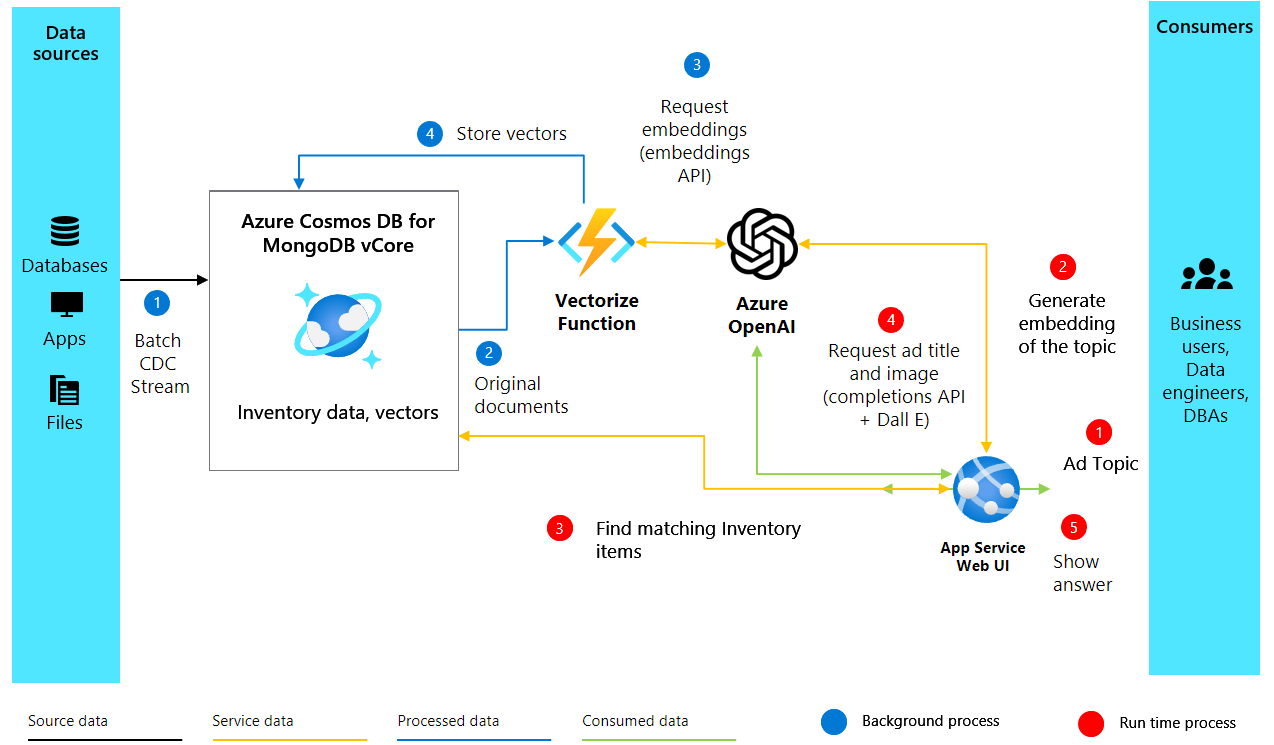 Data
sources
Databases
Apps
Files
1
Batch
CDC
Stream
4
Store vectors
Azure Cosmos DB for
MongoDB vCore
Inventory data, vectors
2
Original
documents
Vectorize
Function
3
Request
embeddings
(embeddings
API)
Azure
OpenAI
2
Generate
embedding
of the topic
4
Request ad title
and image
(completions API
+ Dall E)
1
Ad Topic
3
Find matching Inventory
items
App Service
Web UI
5
Show
answer
Consumers
Business
users,
Data
engineers,
DBAs
Source data
Service data
Processed data
Consumed data
Background process
Run time process